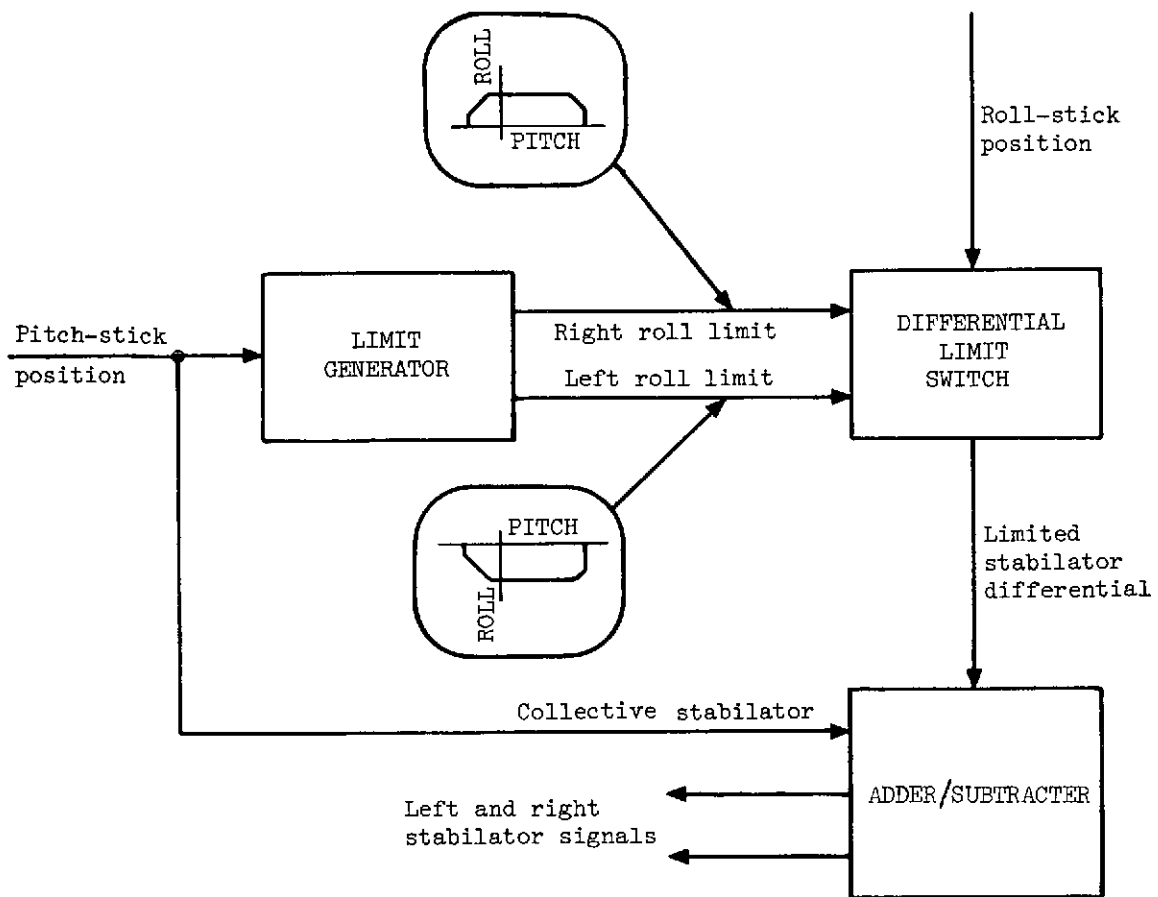 ROLL
PITCH
Roll-stick
position
Pitch-stick
position
LIMIT
GENERATOR
Right roll limit
Left roll limit
DIFFERENTIAL
LIMIT
SWITCH
PITCH
ROLL
Limited
stabilator
differential
Collective stabilator
ADDER/SUBTRACTER
Left and right
stabilator signals